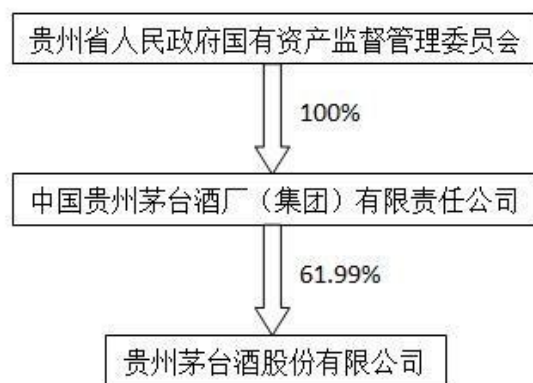 贵州省人民政府国有资产监督管理委员会
100%
中国贵州茅台酒厂（集团）有限责任公司
61.99%
贵州茅台酒股份有限公司